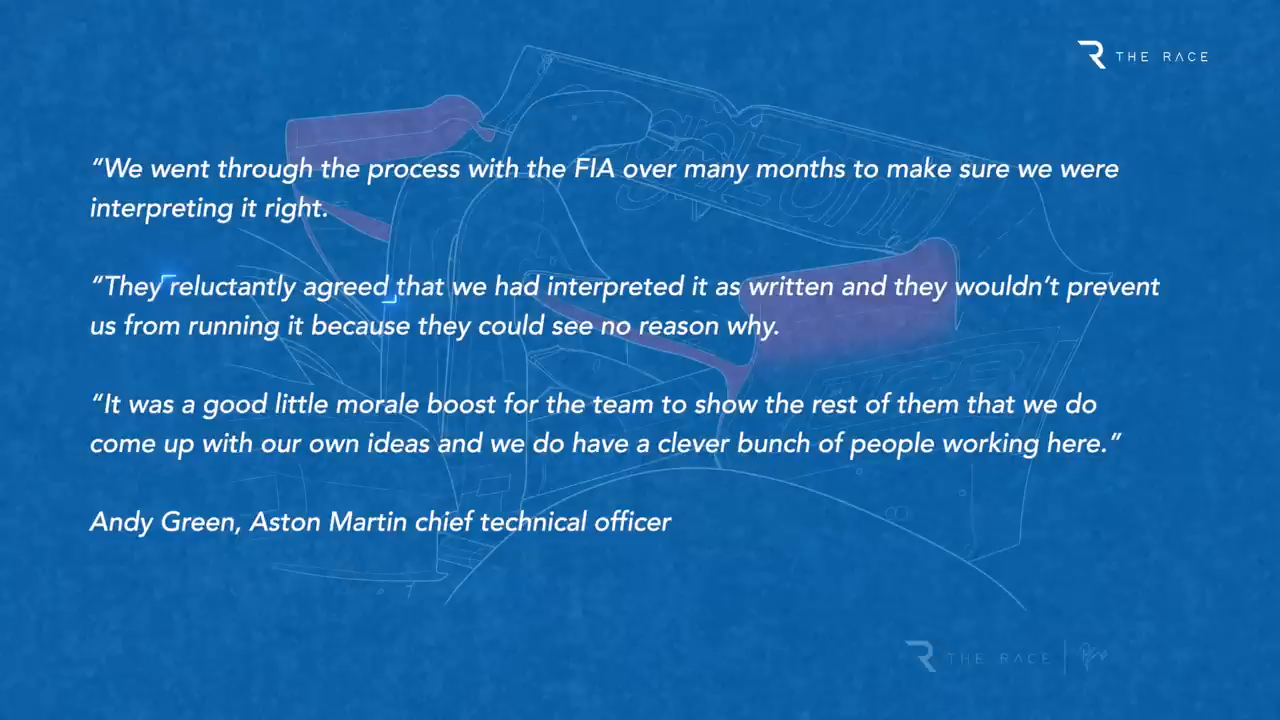 THE RACE
“We went through the process with the FIA over many months to make sure we were
interpreting it right.
“They reluctantly agreed that we had interpreted it as written and they wouldn’t prevent
us from running it because they could see no reason why.
“It was a good little morale boost for the team to show the rest of them that we do
come up with our own ideas and we do have a clever bunch of people working here.”
Andy Green, Aston Martin chief technical officer
THE RACE